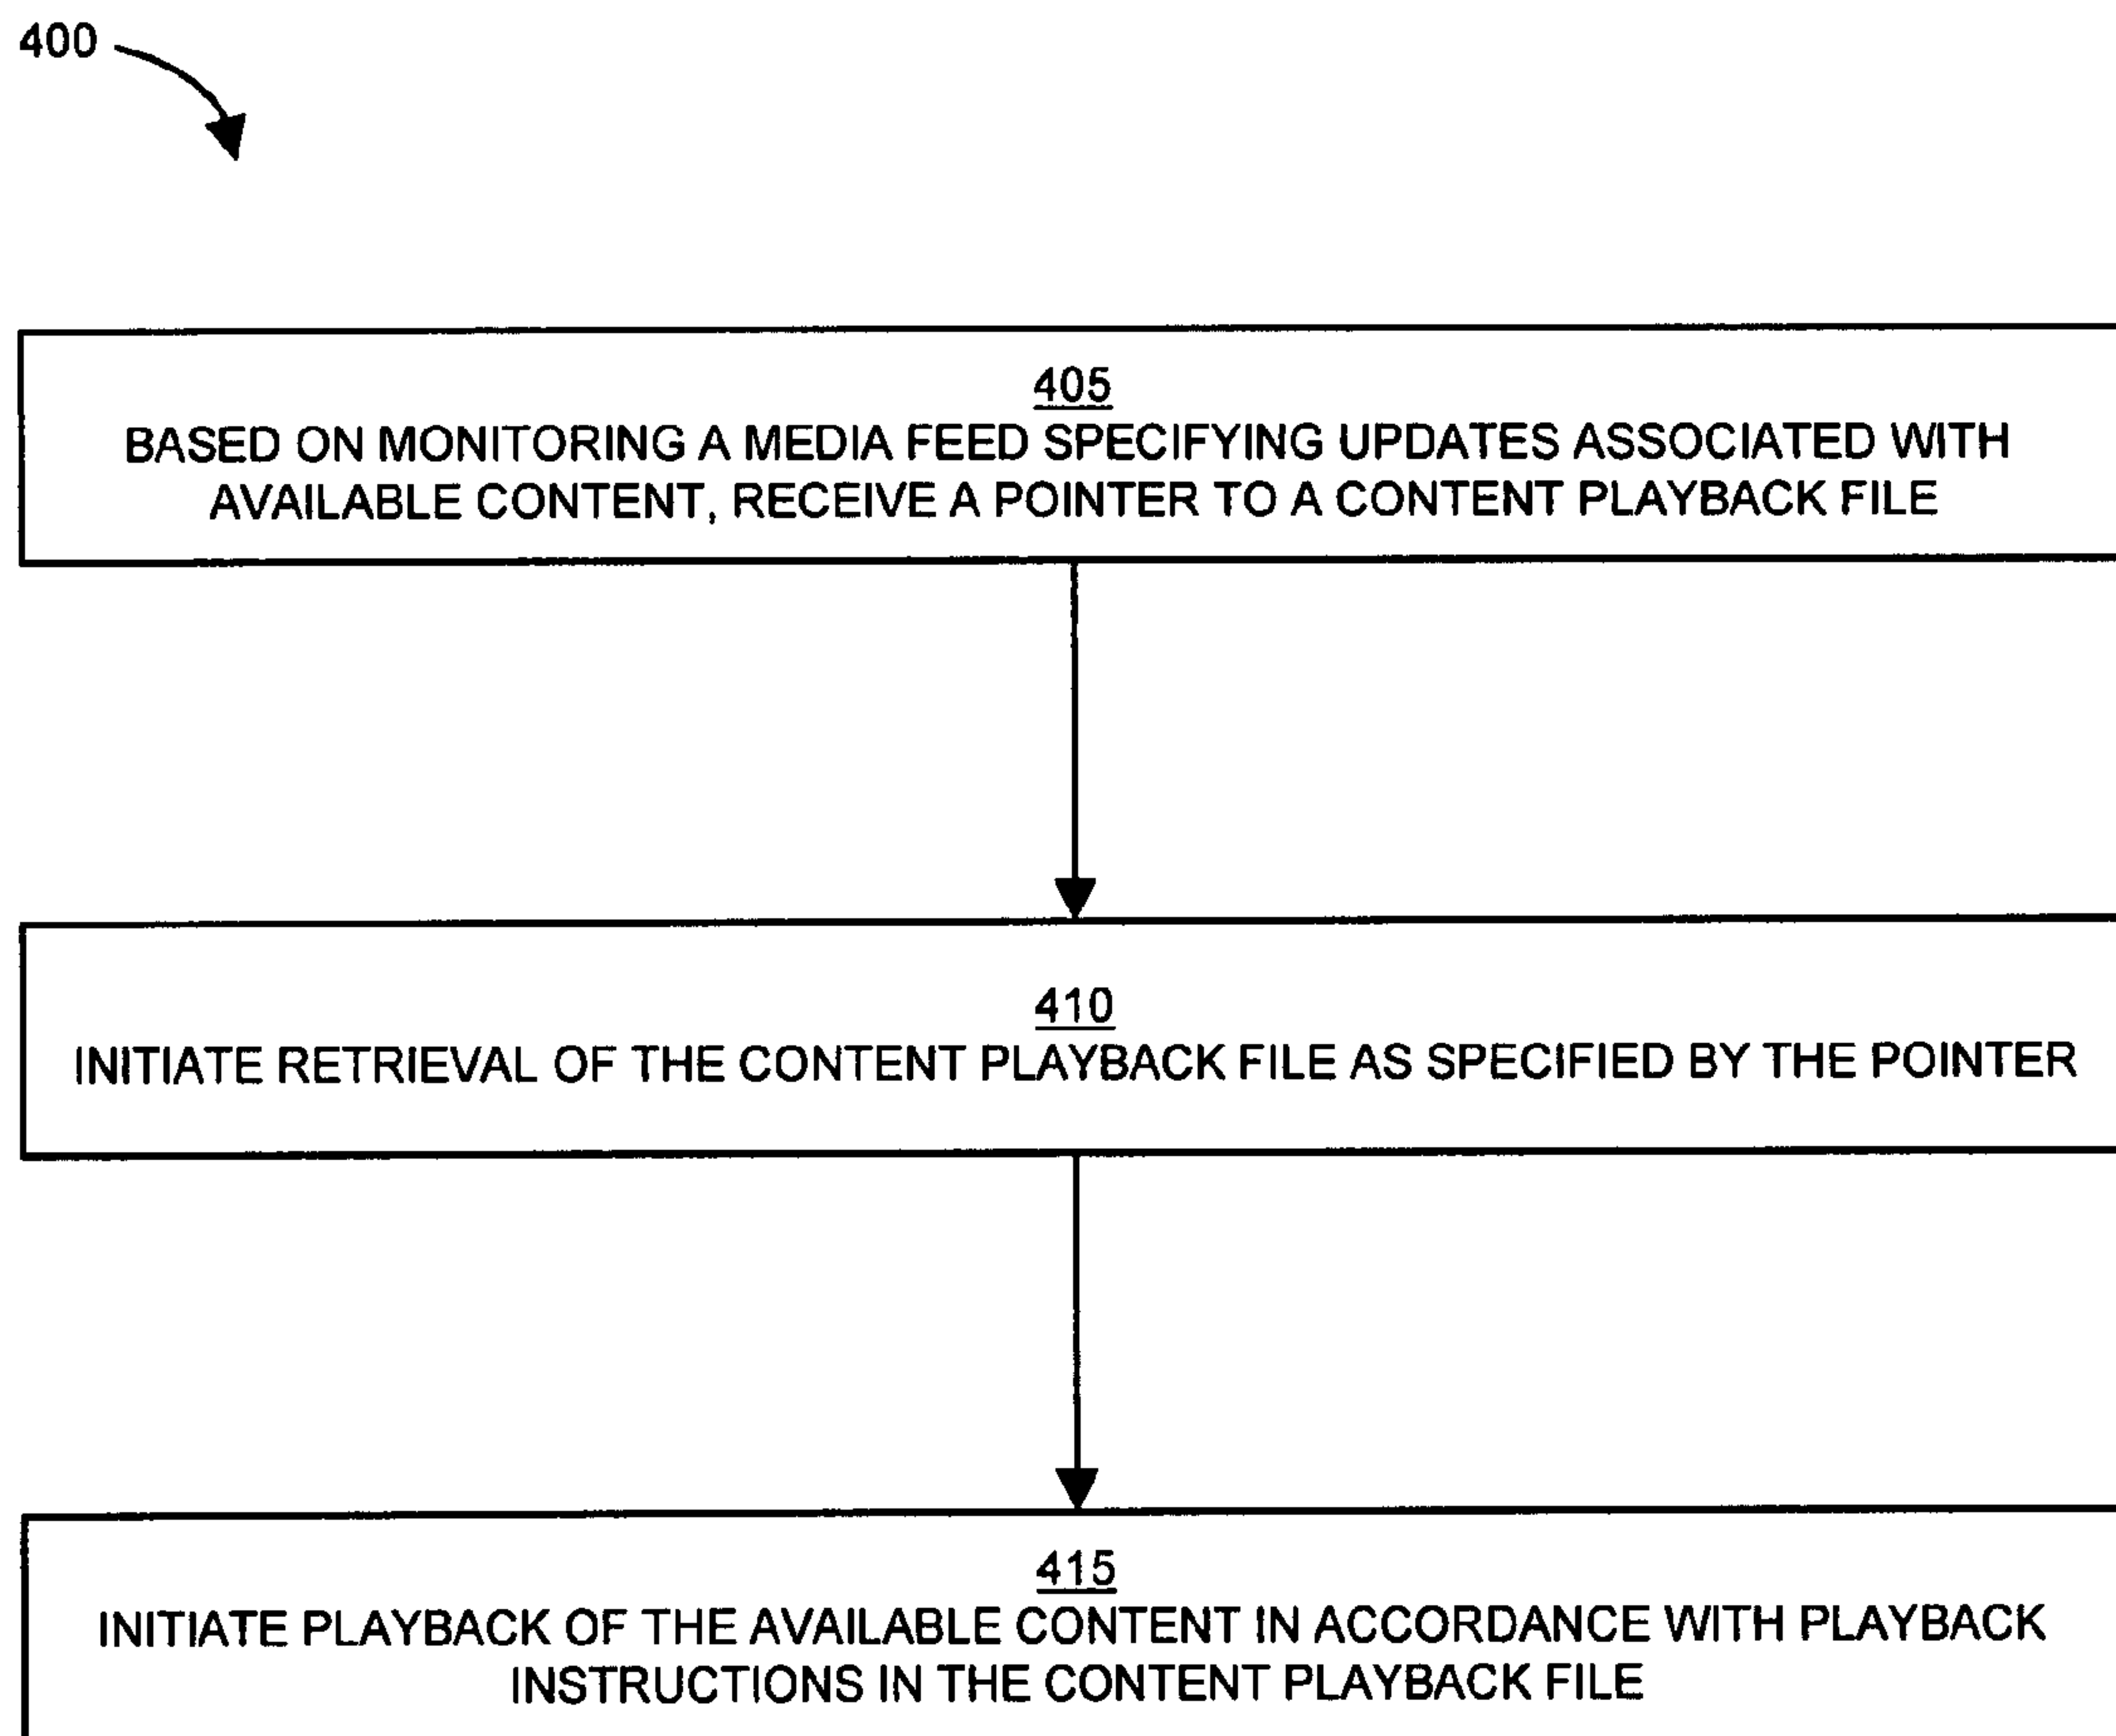 400
405
BASED ON MONITORING A MEDIA FEED SPECIFYING UPDATES ASSOCIATED WITH
AVAILABLE CONTENT, RECEIVE A POINTER TO A CONTENT PLAYBACK FILE
410
INITIATE RETRIEVAL OF THE CONTENT PLAYBACK FILE AS SPECIFIED BY THE POINTER
415
INITIATE PLAYBACK OF THE AVAILABLE CONTENT IN ACCORDANCE WITH PLAYBACK
INSTRUCTIONS IN THE CONTENT PLAYBACK FILE